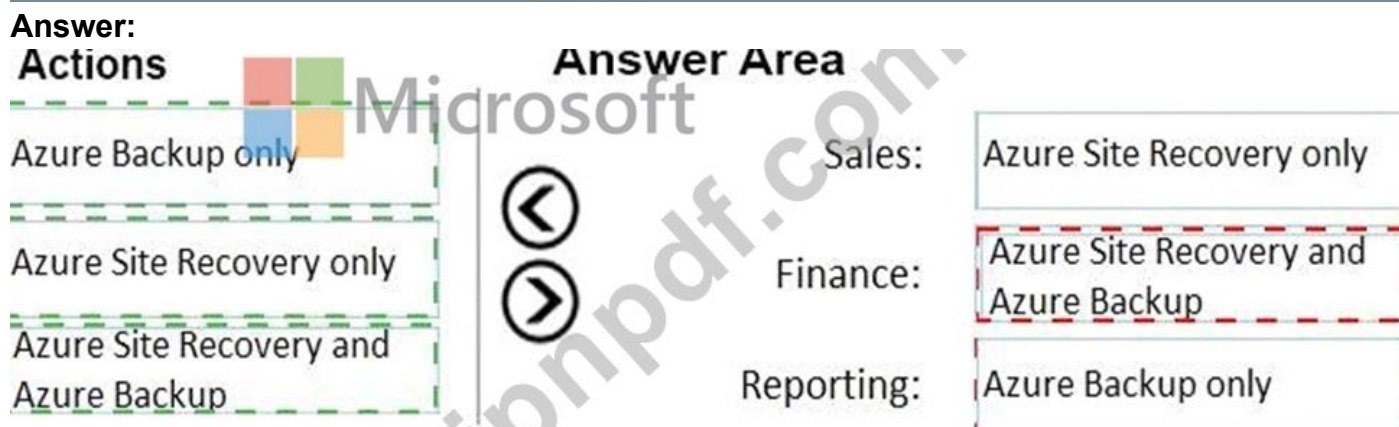 Answer:
Actions
Answer Area
Microsoft
Azure Backup only
Sales:
Azure Site Recovery only
Azure Site Recovery only
Finance:
Azure Site Recovery and
Azure Backup
Azure Site Recovery and
Azure Backup
Reporting:
Azure Backup only